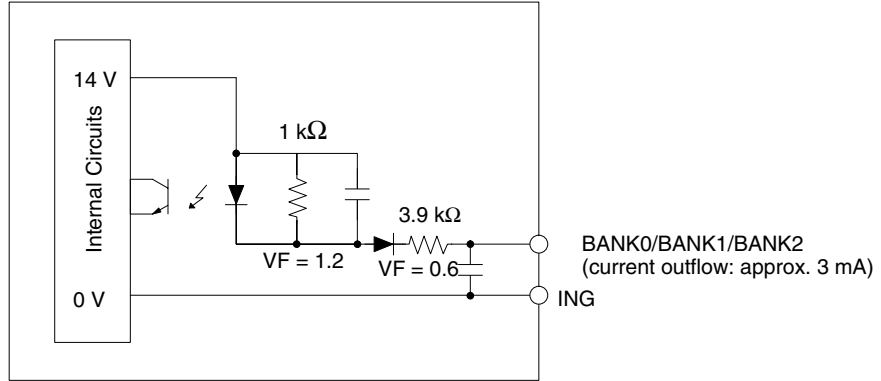 14 V
Internal Circuits
1 kΩ
3.9 kΩ
VF = 1.2
VF = 0.6
BANK0/BANK1/BANK2
(current outflow: approx. 3 mA)
0 V
ING